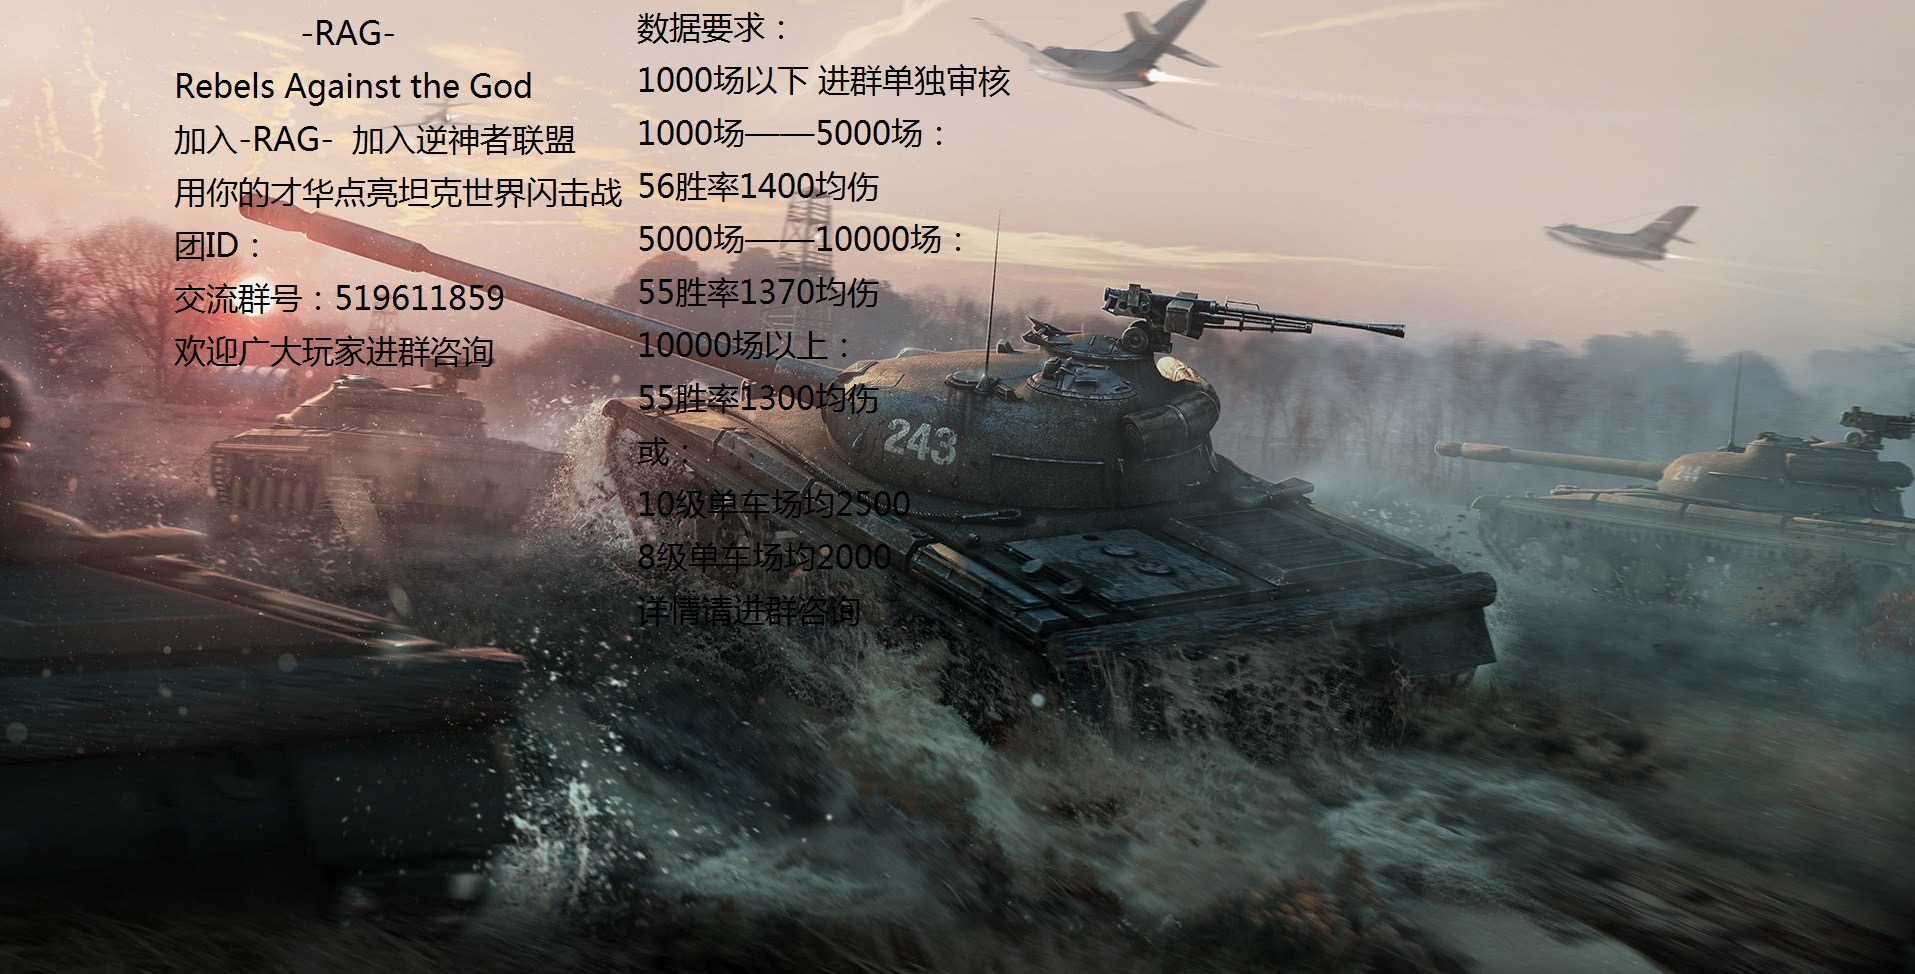 -RAG-
Rebels Against the God
加入-RAG-  加入逆神者联盟
用你的才华点亮坦克世界闪击战
团ID：
交流群号：519611859
欢迎广大玩家进群咨询
数据要求：
1000场以下 进群单独审核
1000场——5000场：
56胜率1400均伤
5000场——10000场：
55胜率1370均伤
10000场以上：
55胜率1300均伤
或：
10级单车场均2500
8级单车场均2000
详情请进群咨询
243